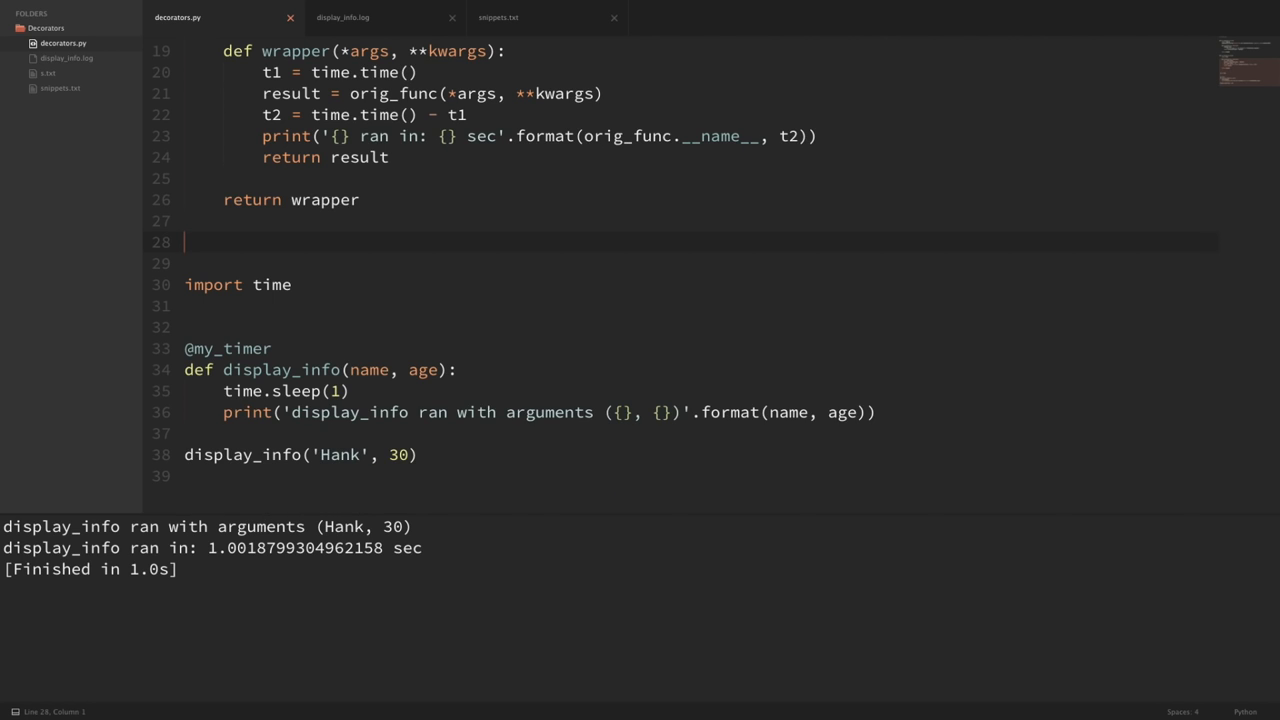 FOLDERS
Decorators
decorators.py
display_info.log
s.txt
snippets.txt
decorators.py
display_info.log
snippets.txt
19 def wrapper(*args, **kwargs):
20 t1 = time.time()
21 result = orig_func(*args, **kwargs)
22 t2 = time.time() - t1
23 print('{} ran in: {} sec'.format(orig_func.__name__, t2))
24 return result
25
26 return wrapper
27
28
29
30 import time
31
32
33 @my_timer
34 def display_info(name, age):
35 time.sleep(1)
36 print('display_info ran with arguments ({}, {})'.format(name, age))
37
38 display_info('Hank', 30)
39
display_info ran with arguments (Hank, 30)
display_info ran in: 1.0018799304962158 sec
[Finished in 1.0s]
Line 28, Column 1
Spaces: 4
Python